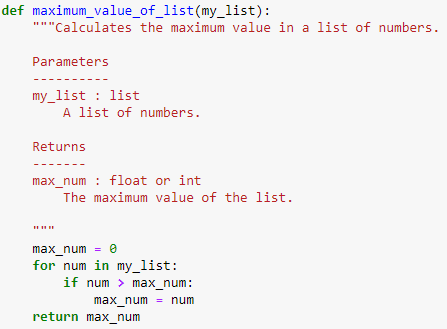 def maximum_value_of_list(my_list):
    """Calculates the maximum value in a list of numbers.

    Parameters
    ----------
    my_list : list
        A list of numbers.

    Returns
    -------
    max_num : float or int
        The maximum value of the list.

    """
    max_num = 0
    for num in my_list:
        if num > max_num:
            max_num = num
    return max_num